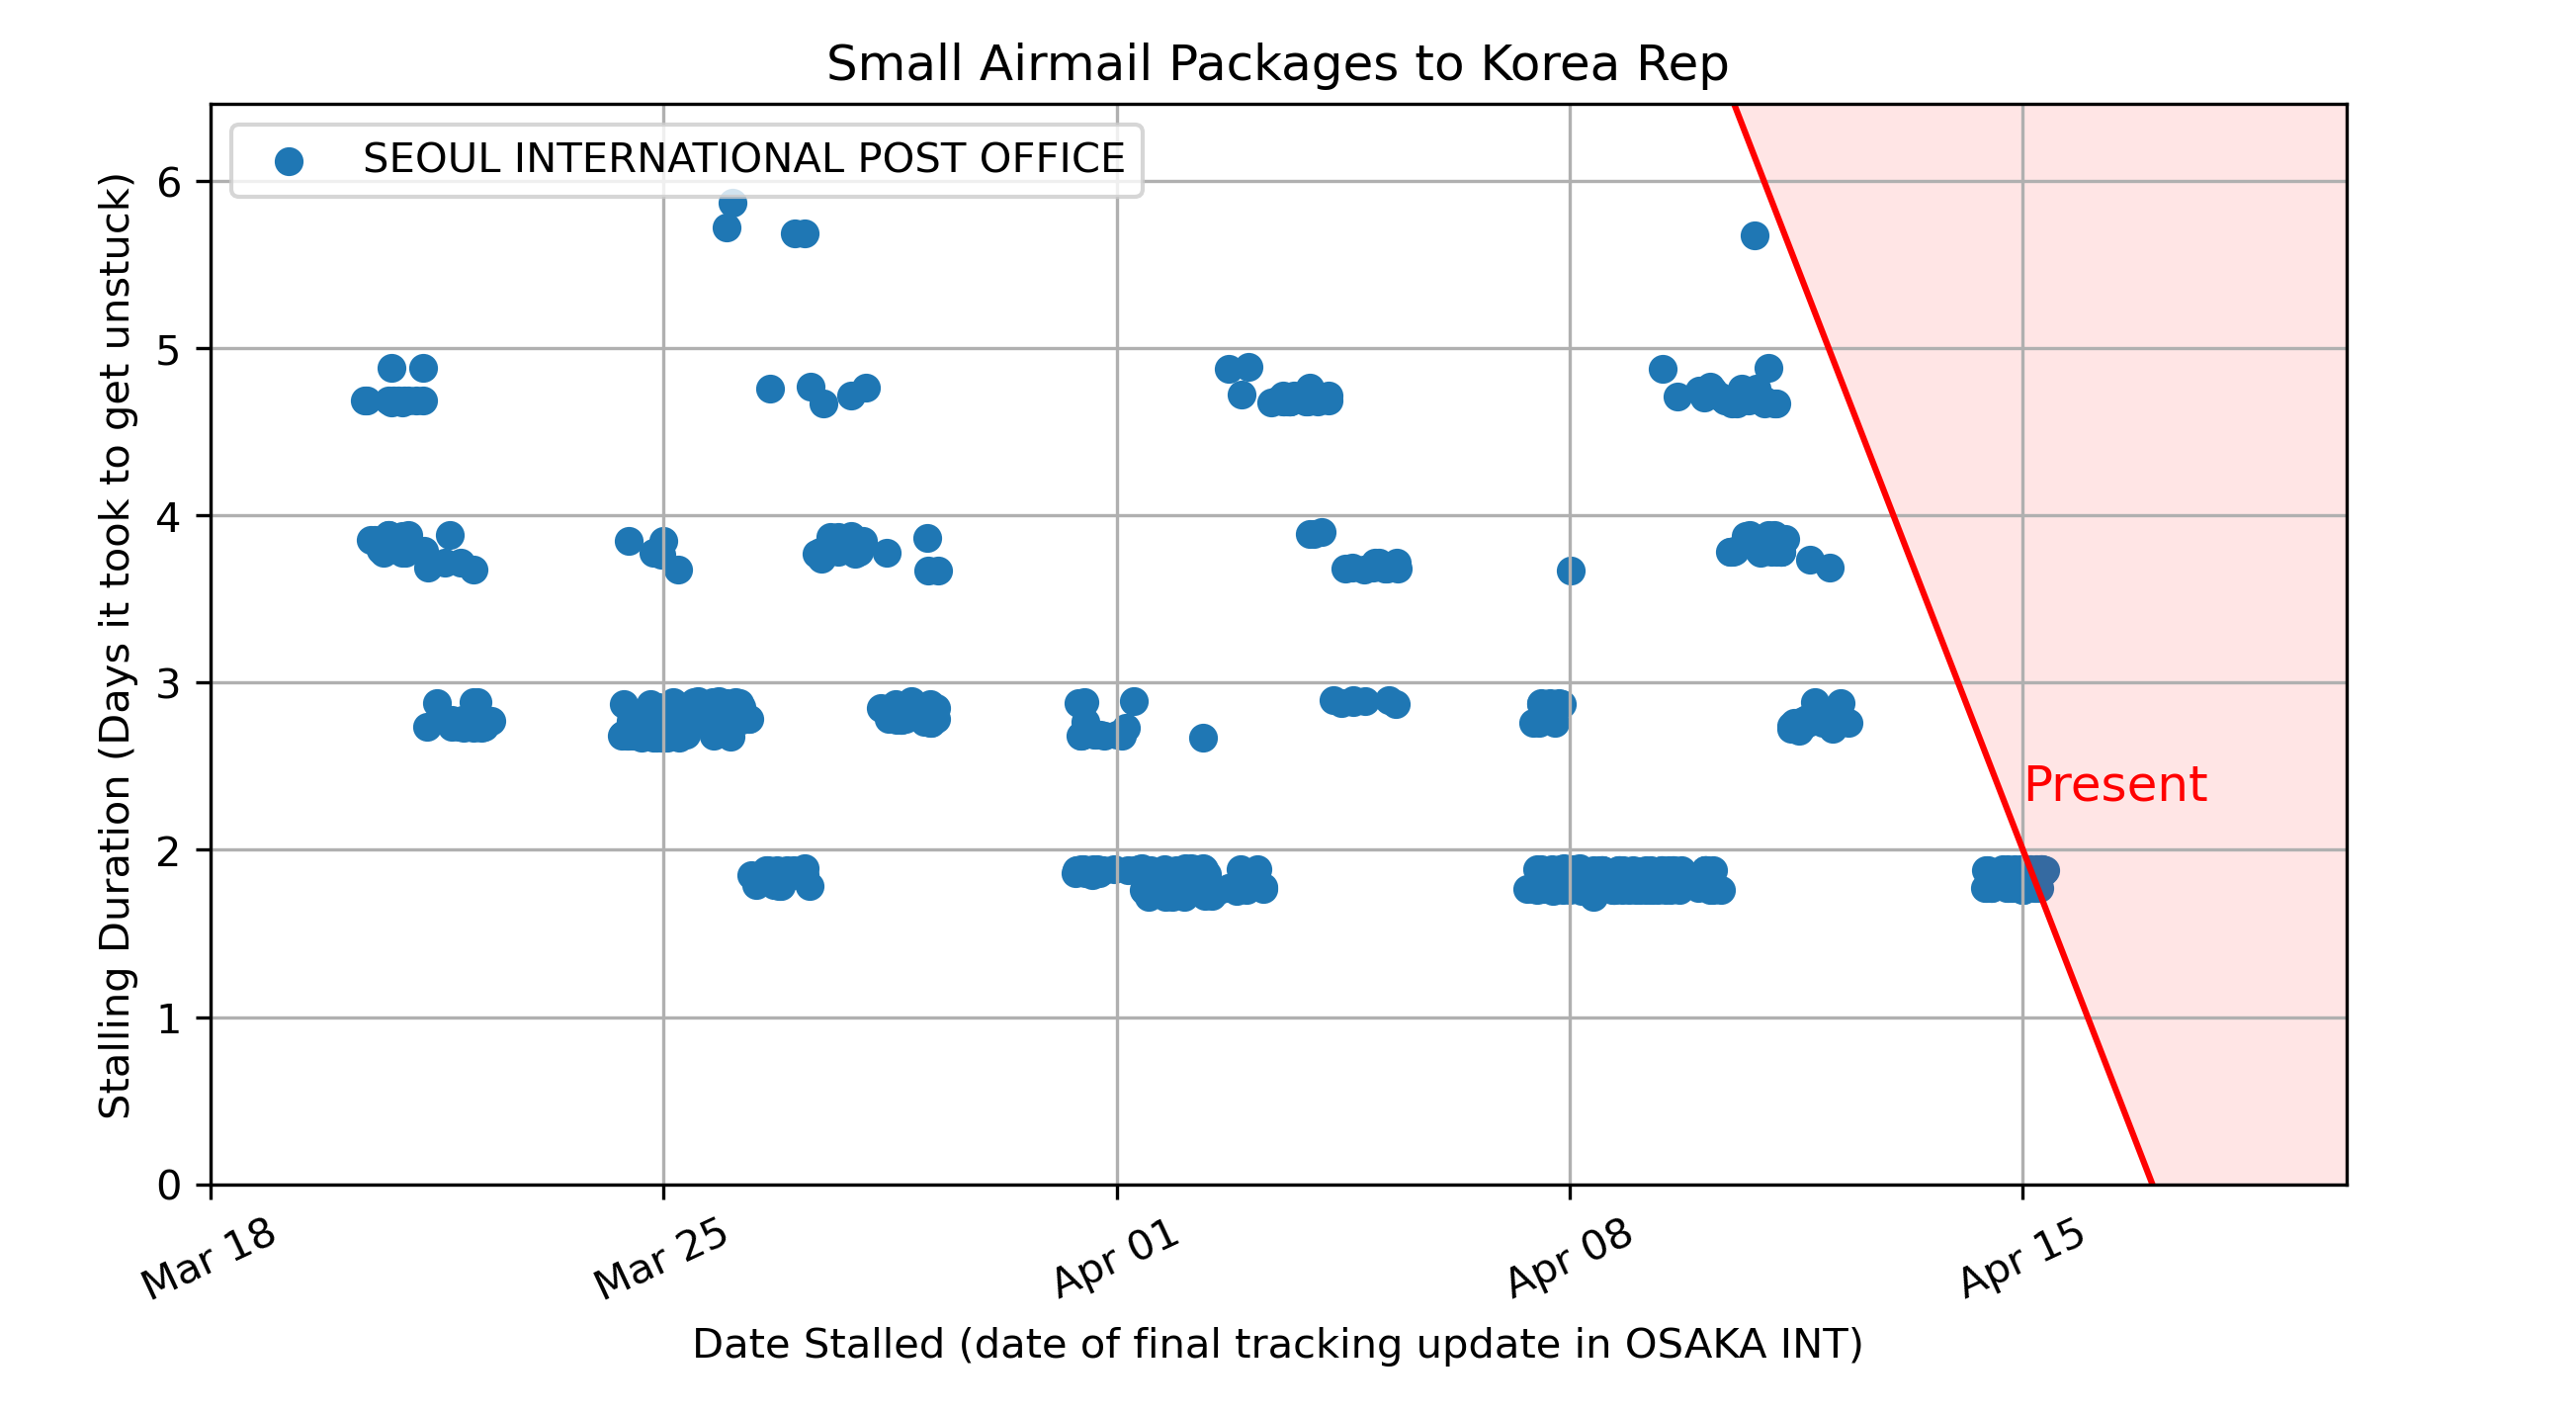 Small Airmail Packages to Korea Rep
SEOUL INTERNATIONAL POST OFFICE
Stalling Duration (Days it took to get unstuck)
6
5
4
3
2
1
0
Present
Mar 18
Mar 25
Apr 01
Apr 08
Apr 15
Date Stalled (date of final tracking update in OSAKA INT)